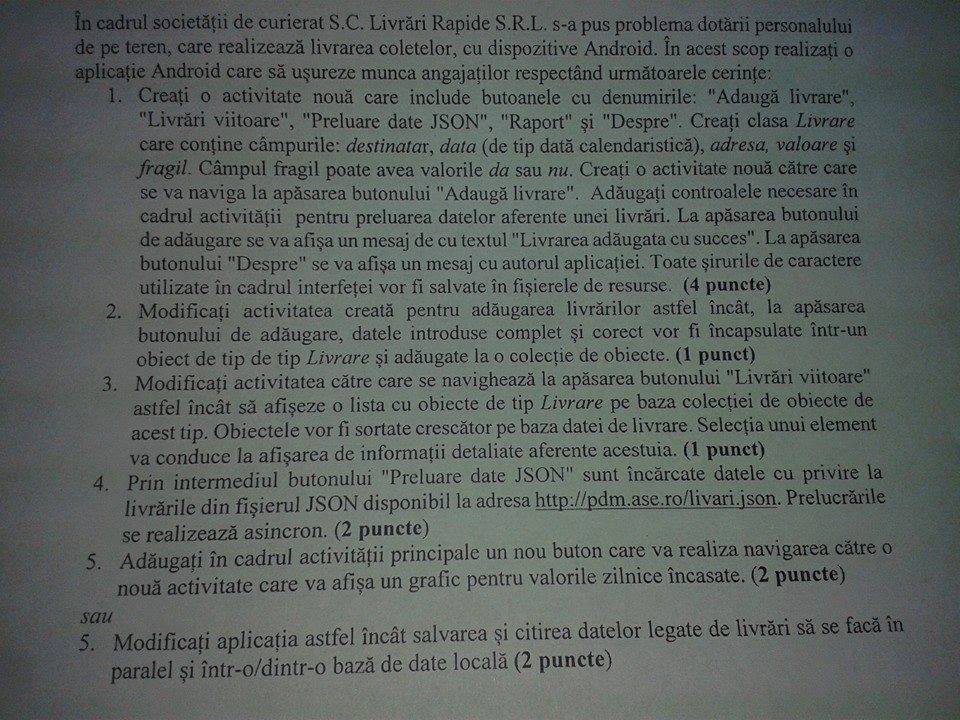 În cadrul societății de curierat S.C. Livrări Rapide S.R.L. s-a pus problema dotării personalului
de pe teren, care realizează livrarea coletelor, cu dispozitive Android. În acest scop realizați o
aplicație Android care să ușureze munca angajaților respectând următoarele cerințe:
1. Creați o activitate nouă care include butoanele cu denumirile: "Adaugă livrare",
"Livrări viitoare", "Preluare date JSON", "Raport" și "Despre". Creați clasa Livrare
care conține câmpurile: destinatar, data (de tip dată calendaristică), adresa, valoare și
fragil. Câmpul fragil poate avea valorile da sau nu. Creați o activitate nouă către care
se va naviga la apăsarea butonului "Adaugă livrare". Adăugați controalele necesare în
cadrul activității pentru preluarea datelor aferente unei livrări. La apăsarea butonului
de adăugare se va afișa un mesaj de cu textul "Livrarea adăugata cu succes". La apăsarea
butonului "Despre" se va afișa un mesaj cu autorul aplicației. Toate șirurile de caractere
utilizate în cadrul interfeței vor fi salvate în fișierele de resurse. (4 puncte)
2. Modificați activitatea creată pentru adăugarea livrărilor astfel încât, la apăsarea
butonului de adăugare, datele introduse complet și corect vor fi încapsulate într-un
obiect de tip de tip Livrare și adăugate la o colecție de obiecte. (1 punct)
3. Modificați activitatea către care se navighează la apăsarea butonului "Livrări viitoare"
astfel încât să afișeze o lista cu obiecte de tip Livrare pe baza colecției de obiecte de
acest tip. Obiectele vor fi sortate crescător pe baza datei de livrare. Selecția unui element
va conduce la afișarea de informații detaliate aferente acestuia. (1 punct)
4. Prin intermediul butonului "Preluare date JSON" sunt încărcate datele cu privire la
livrările din fișierul JSON disponibil la adresa http://pdm.ase.ro/livari.json. Prelucrările
se realizează asincron. (2 puncte)
5. Adăugați în cadrul activității principale un nou buton care va realiza navigarea către o
nouă activitate care va afișa un grafic pentru valorile zilnice încasate. (2 puncte)
sau
5. Modificați aplicația astfel încât salvarea și citirea datelor legate de livrări să se facă în
paralel și într-o/dintr-o bază de date locală (2 puncte)